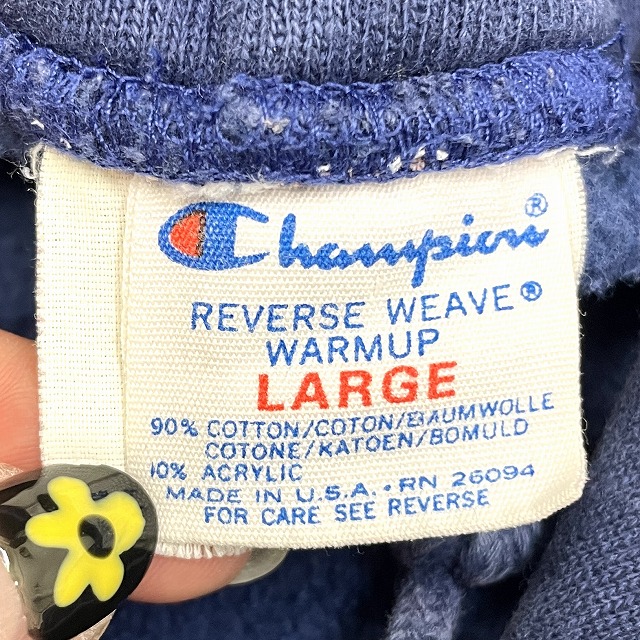 Champion®
REVERSE WEAVE®
WARMUP
LARGE
90% COTTON/COTON/BAUMWOLLE
COTONE/KATOEN/BOMULD
10% ACRYLIC
MADE IN U.S.A. • RN 26094
FOR CARE SEE REVERSE